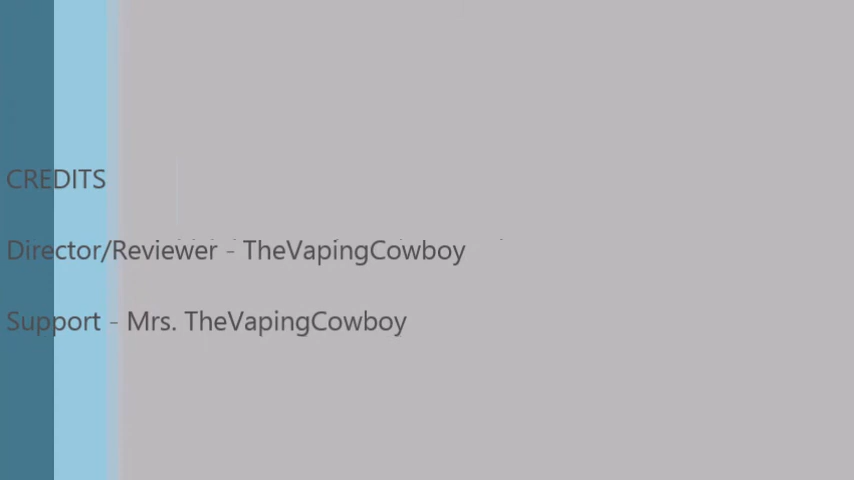 CREDITS
Director/Reviewer - TheVapingCowboy
Support - Mrs. TheVapingCowboy